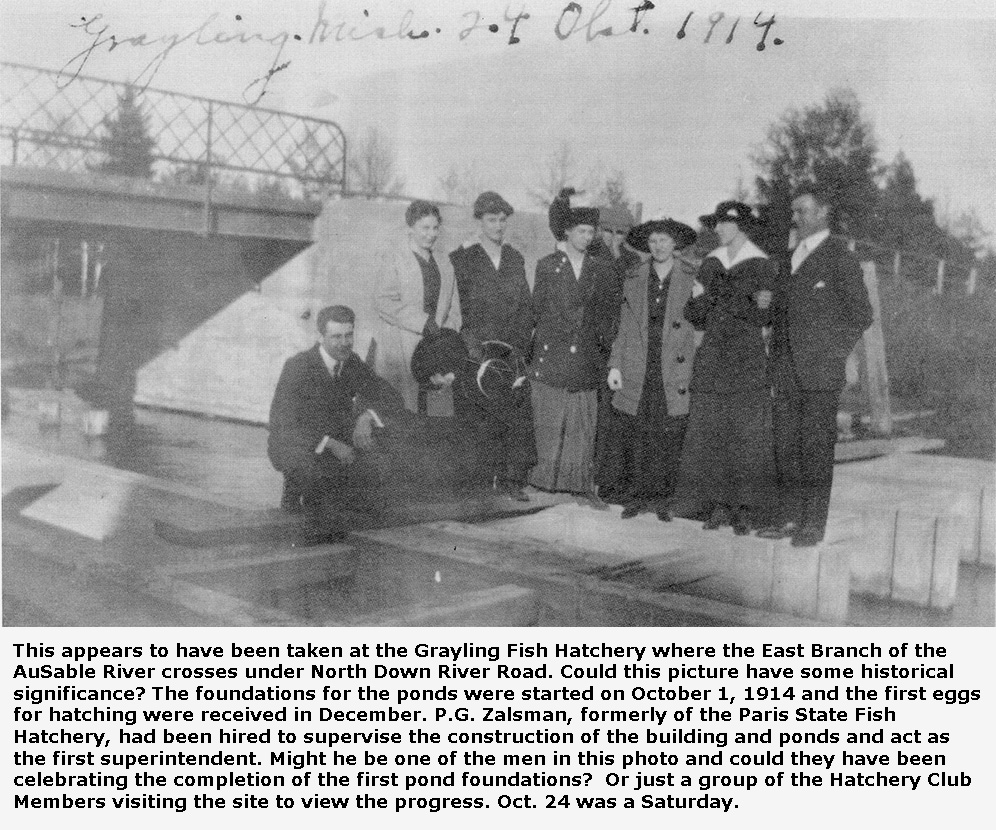 Grayling. Mich. 24 Oct. 1914.
This appears to have been taken at the Grayling Fish Hatchery where the East Branch of the
AuSable River crosses under North Down River Road. Could this picture have some historical
significance? The foundations for the ponds were started on October 1, 1914 and the first eggs
for hatching were received in December. P.G. Zalsman, formerly of the Paris State Fish
Hatchery, had been hired to supervise the construction of the building and ponds and act as
the first superintendent. Might he be one of the men in this photo and could they have been
celebrating the completion of the first pond foundations?  Or just a group of the Hatchery Club
Members visiting the site to view the progress. Oct. 24 was a Saturday.